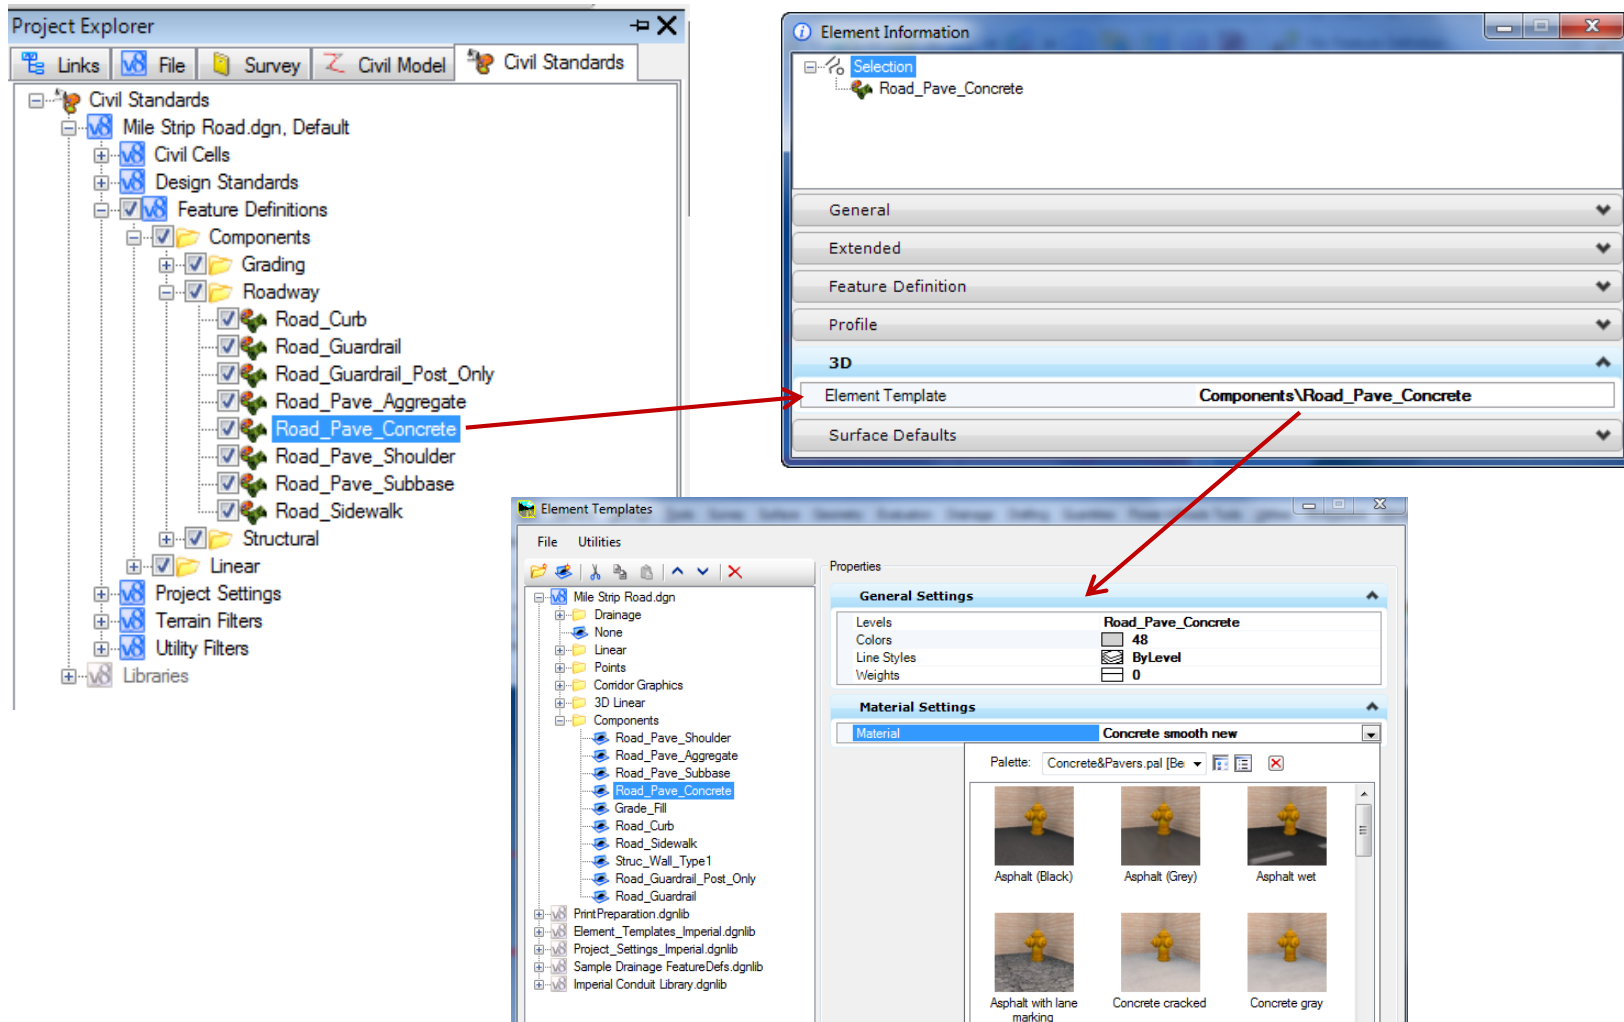 Project Explorer
Links
File
Survey
Civil Model
Civil Standards
Civil Standards
Mile Strip Road.dgn, Default
Civil Cells
Design Standards
Feature Definitions
Components
Grading
Roadway
Road_Curb
Road_Guardrail
Road_Guardrail_Post_Only
Road_Pave_Aggregate
Road_Pave_Concrete
Road_Pave_Shoulder
Road_Pave_Subbase
Road_Sidewalk
Structural
Linear
Project Settings
Terrain Filters
Utility Filters
Libraries
Element Information
Selection
Road_Pave_Concrete
General
Extended
Feature Definition
Profile
3D
Element Template Components\Road_Pave_Concrete
Surface Defaults
Element Templates
File Utilities
Mile Strip Road.dgn
Drainage
None
Linear
Points
Corridor Graphics
3D Linear
Components
Road_Pave_Shoulder
Road_Pave_Aggregate
Road_Pave_Subbase
Road_Pave_Concrete
Grade_Fill
Road_Curb
Road_Sidewalk
Struc_Wall_Type1
Road_Guardrail_Post_Only
Road_Guardrail
PrintPreparation.dgnlib
Element_Templates_Imperial.dgnlib
Project_Settings_Imperial.dgnlib
Sample Drainage FeatureDefs.dgnlib
Imperial Conduit Library.dgnlib
Properties
General Settings
Levels Road_Pave_Concrete
Colors 48
Line Styles ByLevel
Weights 0
Material Settings
Material Concrete smooth new
Palette: Concrete&Pavers.pal [Be
Asphalt (Black) Asphalt (Grey) Asphalt wet
Asphalt with lane Concrete cracked Concrete gray
marking